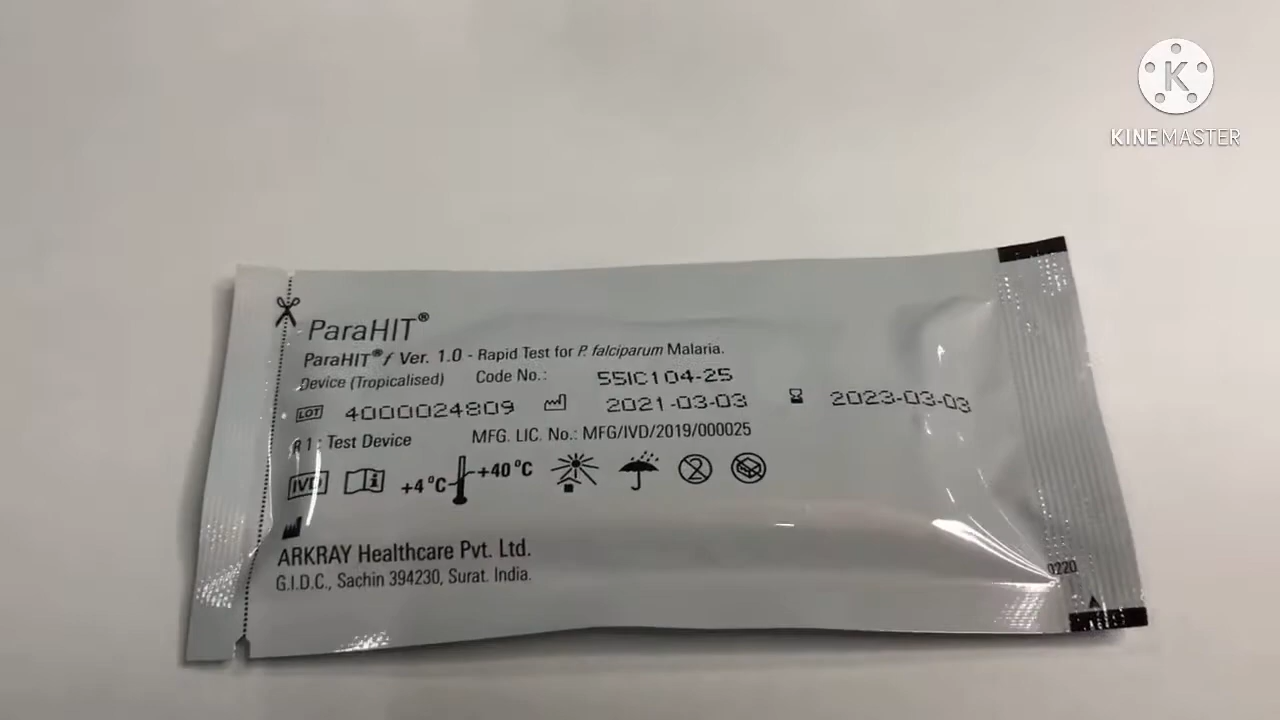 KINEMASTER
ParaHIT®
ParaHIT® f Ver. 1.0 - Rapid Test for P. falciparum Malaria.
Device (Tropicalised) Code No.: 55IC104-25
LOT 4000024809 2021-03-03 2023-03-03
R 1 : Test Device MFG. LIC. No.: MFG/IVD/2019/000025
IVD i +4 °C +40 °C 2
ARKRAY Healthcare Pvt. Ltd.
G.I.D.C., Sachin 394230, Surat. India.
0220